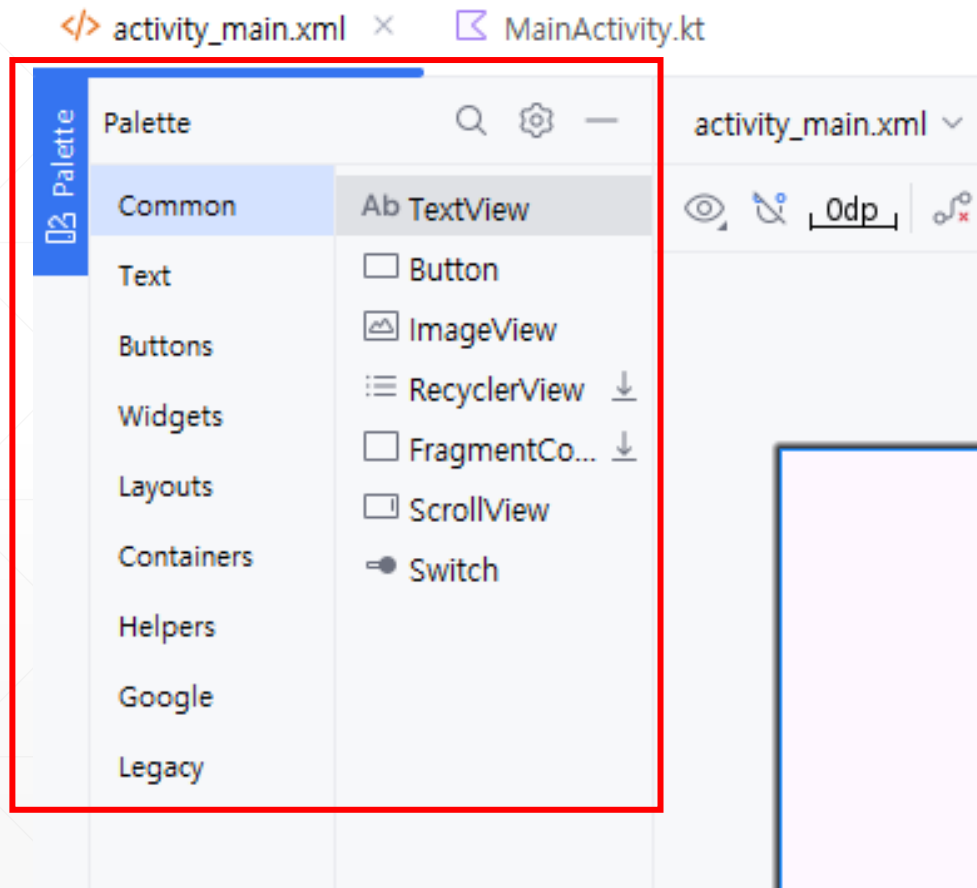 activity_main.xml
MainActivity.kt
Palette
Palette
activity_main.xml
0dp
Common
Text
Buttons
Widgets
Layouts
Containers
Helpers
Google
Legacy
Ab TextView
Button
ImageView
RecyclerView
FragmentCo...
ScrollView
Switch